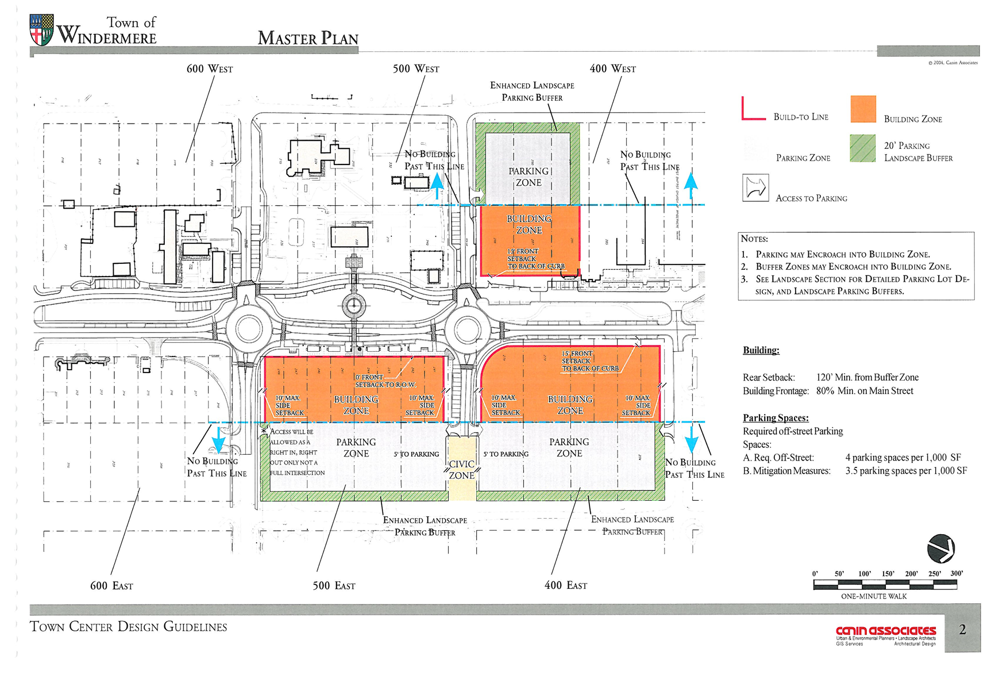 Town of
WINDERMERE
MASTER PLAN
© 2004, Canin Associates
600 WEST
500 WEST
400 WEST
ENHANCED LANDSCAPE
PARKING BUFFER
NO BUILDING
PAST THIS LINE
NO BUILDING
PAST THIS LINE
PARKING
ZONE
BUILDING
ZONE
15' FRONT
SETBACK
TO BACK OF CURB
BUILD-TO LINE
BUILDING ZONE
PARKING ZONE
20' PARKING
LANDSCAPE BUFFER
ACCESS TO PARKING
NOTES:
1. PARKING MAY ENCROACH INTO BUILDING ZONE.
2. BUFFER ZONES MAY ENCROACH INTO BUILDING ZONE.
3. SEE LANDSCAPE SECTION FOR DETAILED PARKING LOT DE-
SIGN, AND LANDSCAPE PARKING BUFFERS.
0' FRONT
SETBACK TO R.O.W.
10' MAX.
SIDE
SETBACK
BUILDING
ZONE
10' MAX.
SIDE
SETBACK
15' FRONT
SETBACK
TO BACK OF CURB
10' MAX.
SIDE
SETBACK
BUILDING
ZONE
10' MAX.
SIDE
SETBACK
* ACCESS WILL BE
ALLOWED AS A
RIGHT IN, RIGHT
OUT ONLY NOT A
FULL INTERSECTION
PARKING
ZONE
5' TO PARKING
CIVIC
ZONE
5' TO PARKING
PARKING
ZONE
NO BUILDING
PAST THIS LINE
NO BUILDING
PAST THIS LINE
ENHANCED LANDSCAPE
PARKING BUFFER
ENHANCED LANDSCAPE
PARKING BUFFER
600 EAST
500 EAST
400 EAST
Building:
Rear Setback: 120' Min. from Buffer Zone
Building Frontage: 80% Min. on Main Street
Parking Spaces:
Required off-street Parking
Spaces:
A. Req. Off-Street: 4 parking spaces per 1,000 SF
B. Mitigation Measures: 3.5 parking spaces per 1,000 SF
0' 50' 100' 150' 200' 250' 300'
ONE-MINUTE WALK
TOWN CENTER DESIGN GUIDELINES
canin associates
Urban & Environmental Planners • Landscape Architects
GIS Services Architectural Design
2